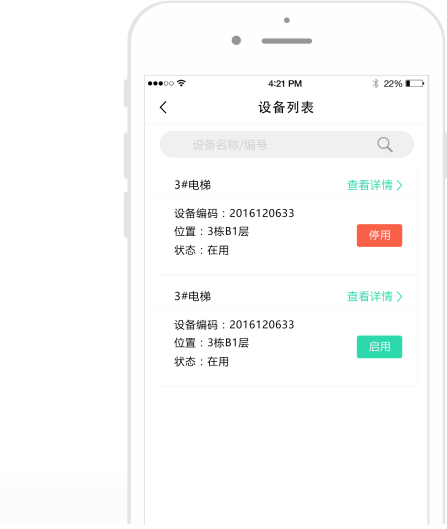 4:21 PM
22%
设备列表
设备名称/编号
3#电梯
查看详情
设备编码：2016120633
位置：3栋B1层
停用
状态：在用
3#电梯
查看详情
设备编码：2016120633
位置：3栋B1层
启用
状态：在用